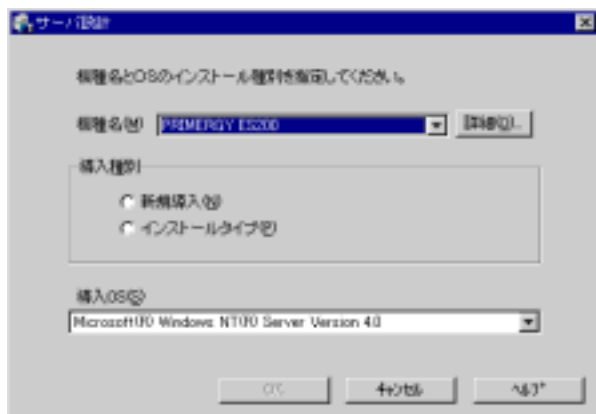 サーバ設計
機種名とOSのインストール種別を指定してください。
機種名(M) PRIMERGY ES200 詳細(D)...
導入種別
新規導入(N)
インストールタイプ(P)
導入OS(S)
Microsoft(R) Windows NT(R) Server Version 4.0
OK キャンセル ヘルプ